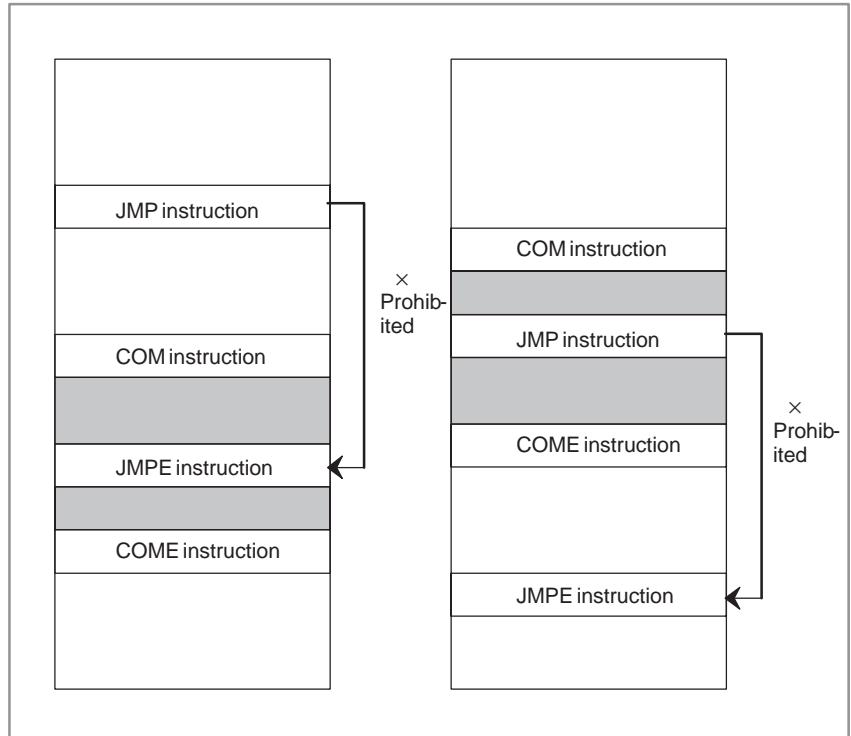 JMP instruction
×
Prohib-
ited
COM instruction
JMPE instruction
COME instruction
COM instruction
JMP instruction
×
Prohib-
ited
COME instruction
JMPE instruction